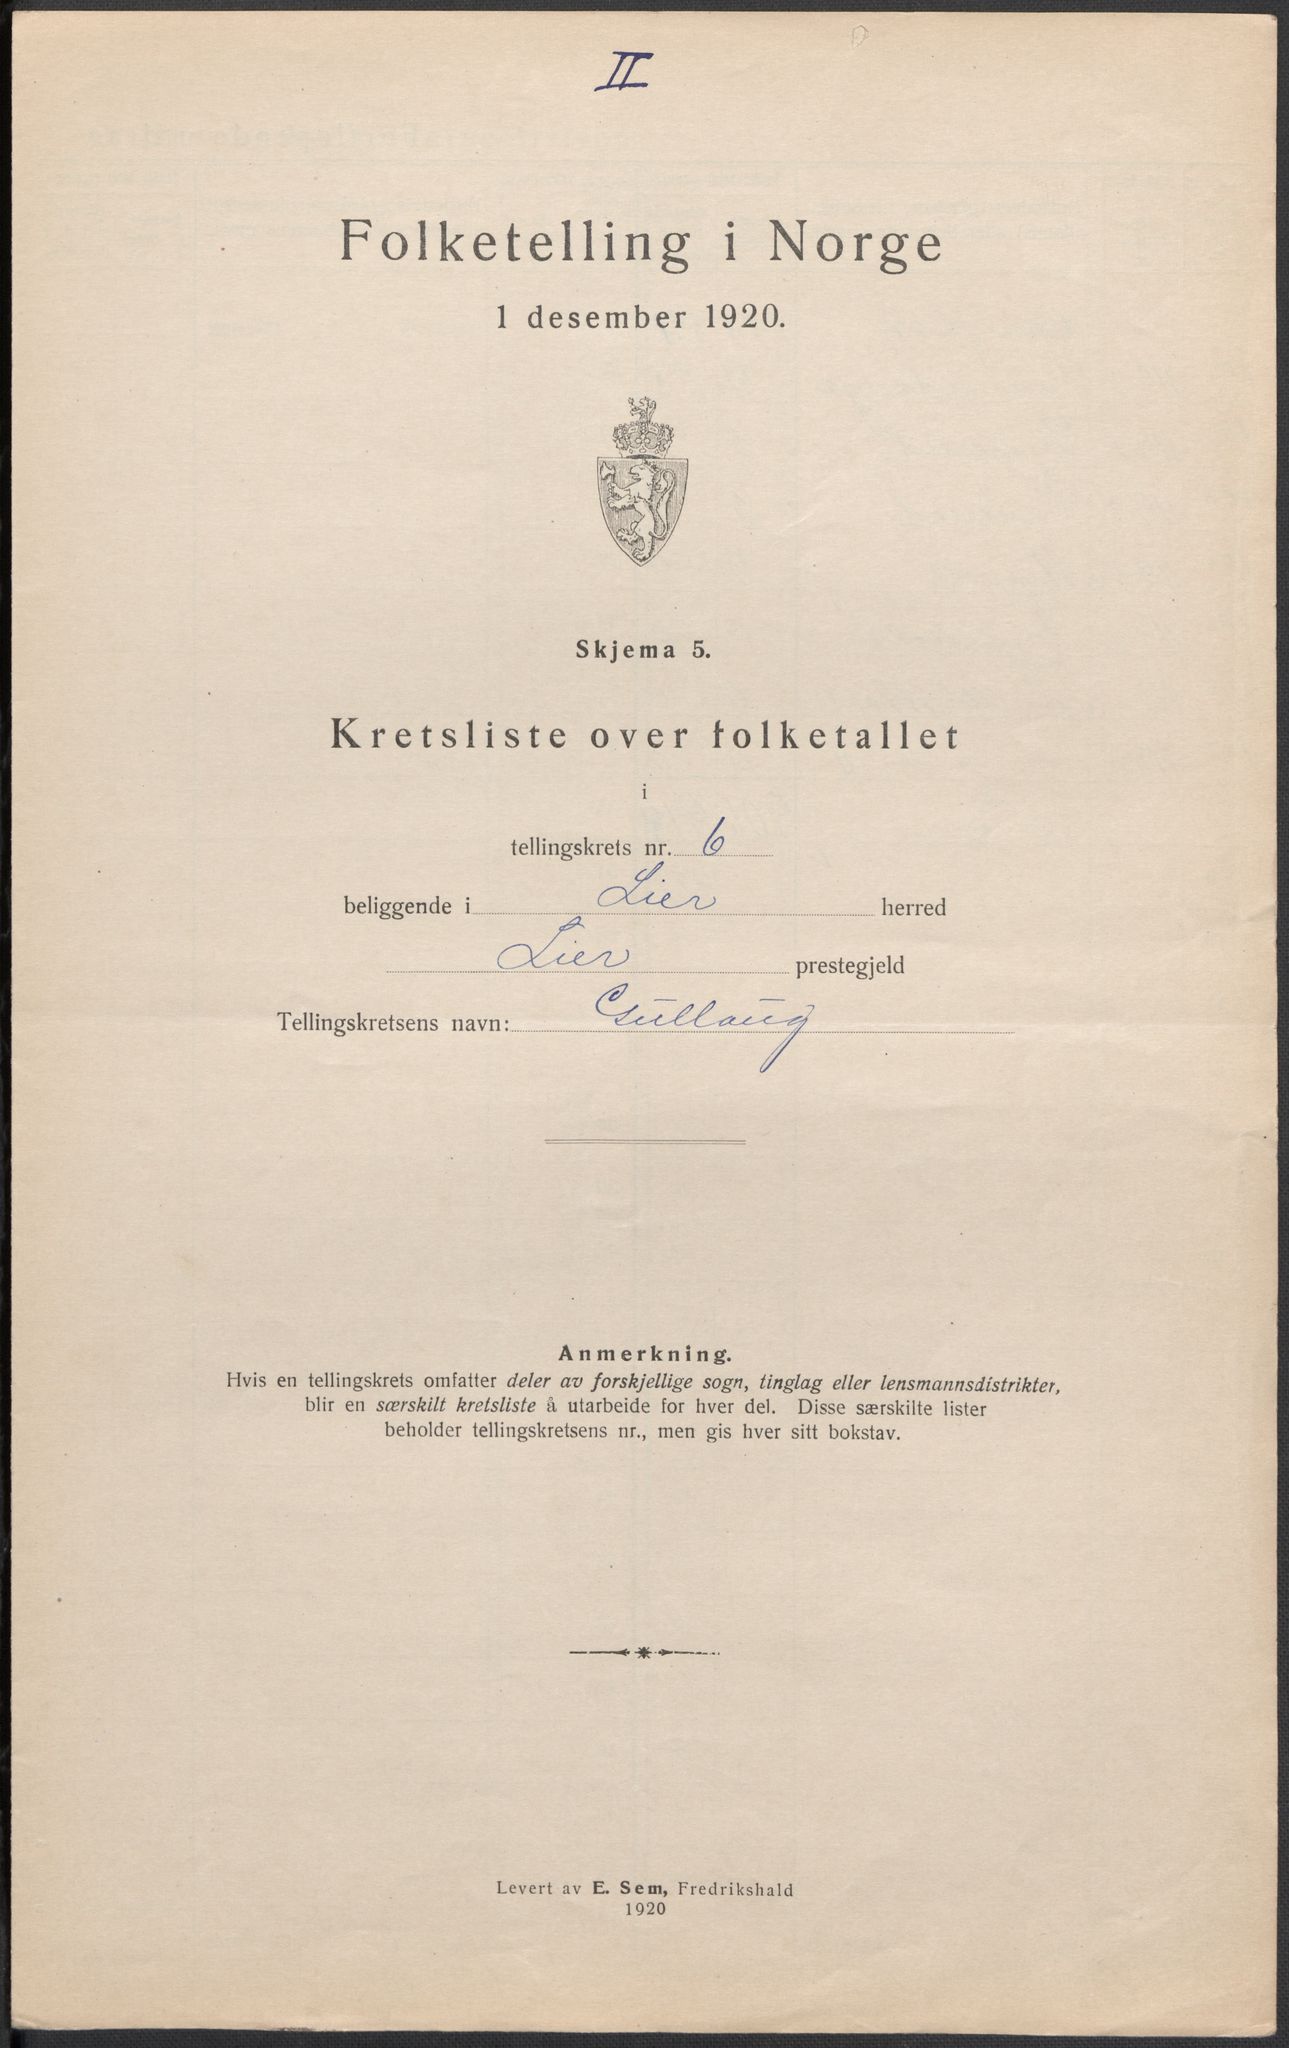 II
Folketelling i Norge
1 desember 1920.
Skjema 5.
Kretsliste over folketallet
i
tellingskrets nr. 6
beliggende i Lier herred
Lier prestegjeld
Tellingskretsens navn: Gullaug
Anmerkning.
Hvis en tellingskrets omfatter deler av forskjellige sogn, tinglag eller lensmannsdistrikter,
blir en særskilt kretsliste å utarbeide for hver del. Disse særskilte lister
beholder tellingskretsens nr., men gis hver sitt bokstav.
Levert av E. Sem, Fredrikshald
1920